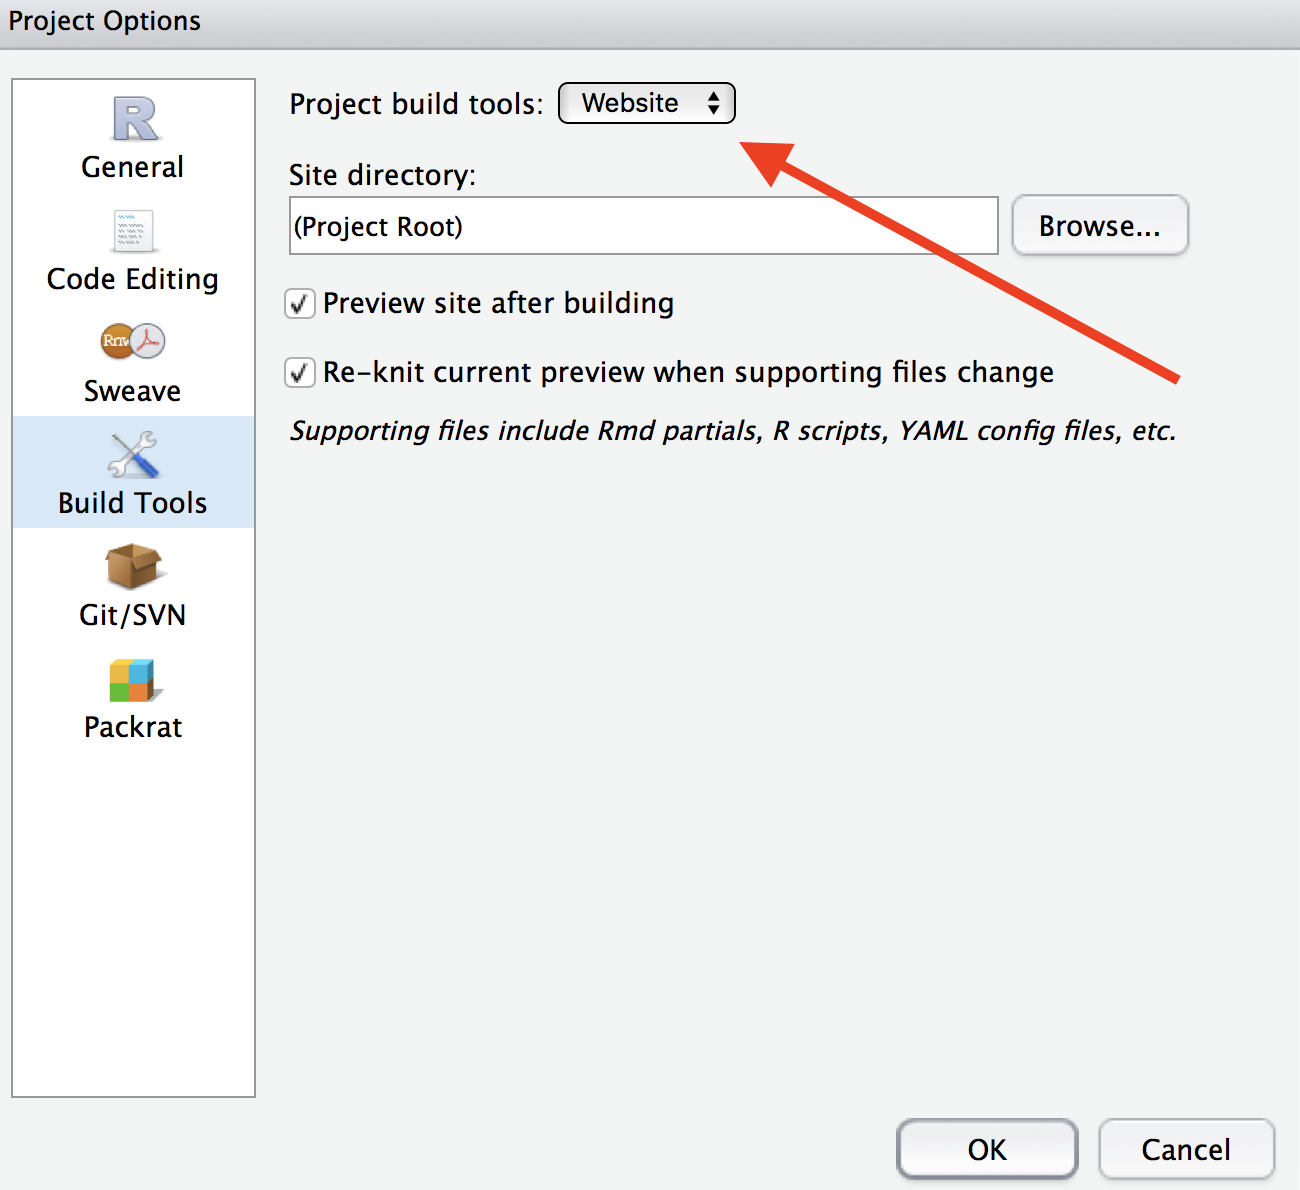 Project Options
General
Code Editing
Rnw
Sweave
Build Tools
Git/SVN
Packrat
Project build tools: Website
Site directory:
(Project Root) Browse...
Preview site after building
Re-knit current preview when supporting files change
Supporting files include Rmd partials, R scripts, YAML config files, etc.
OK Cancel